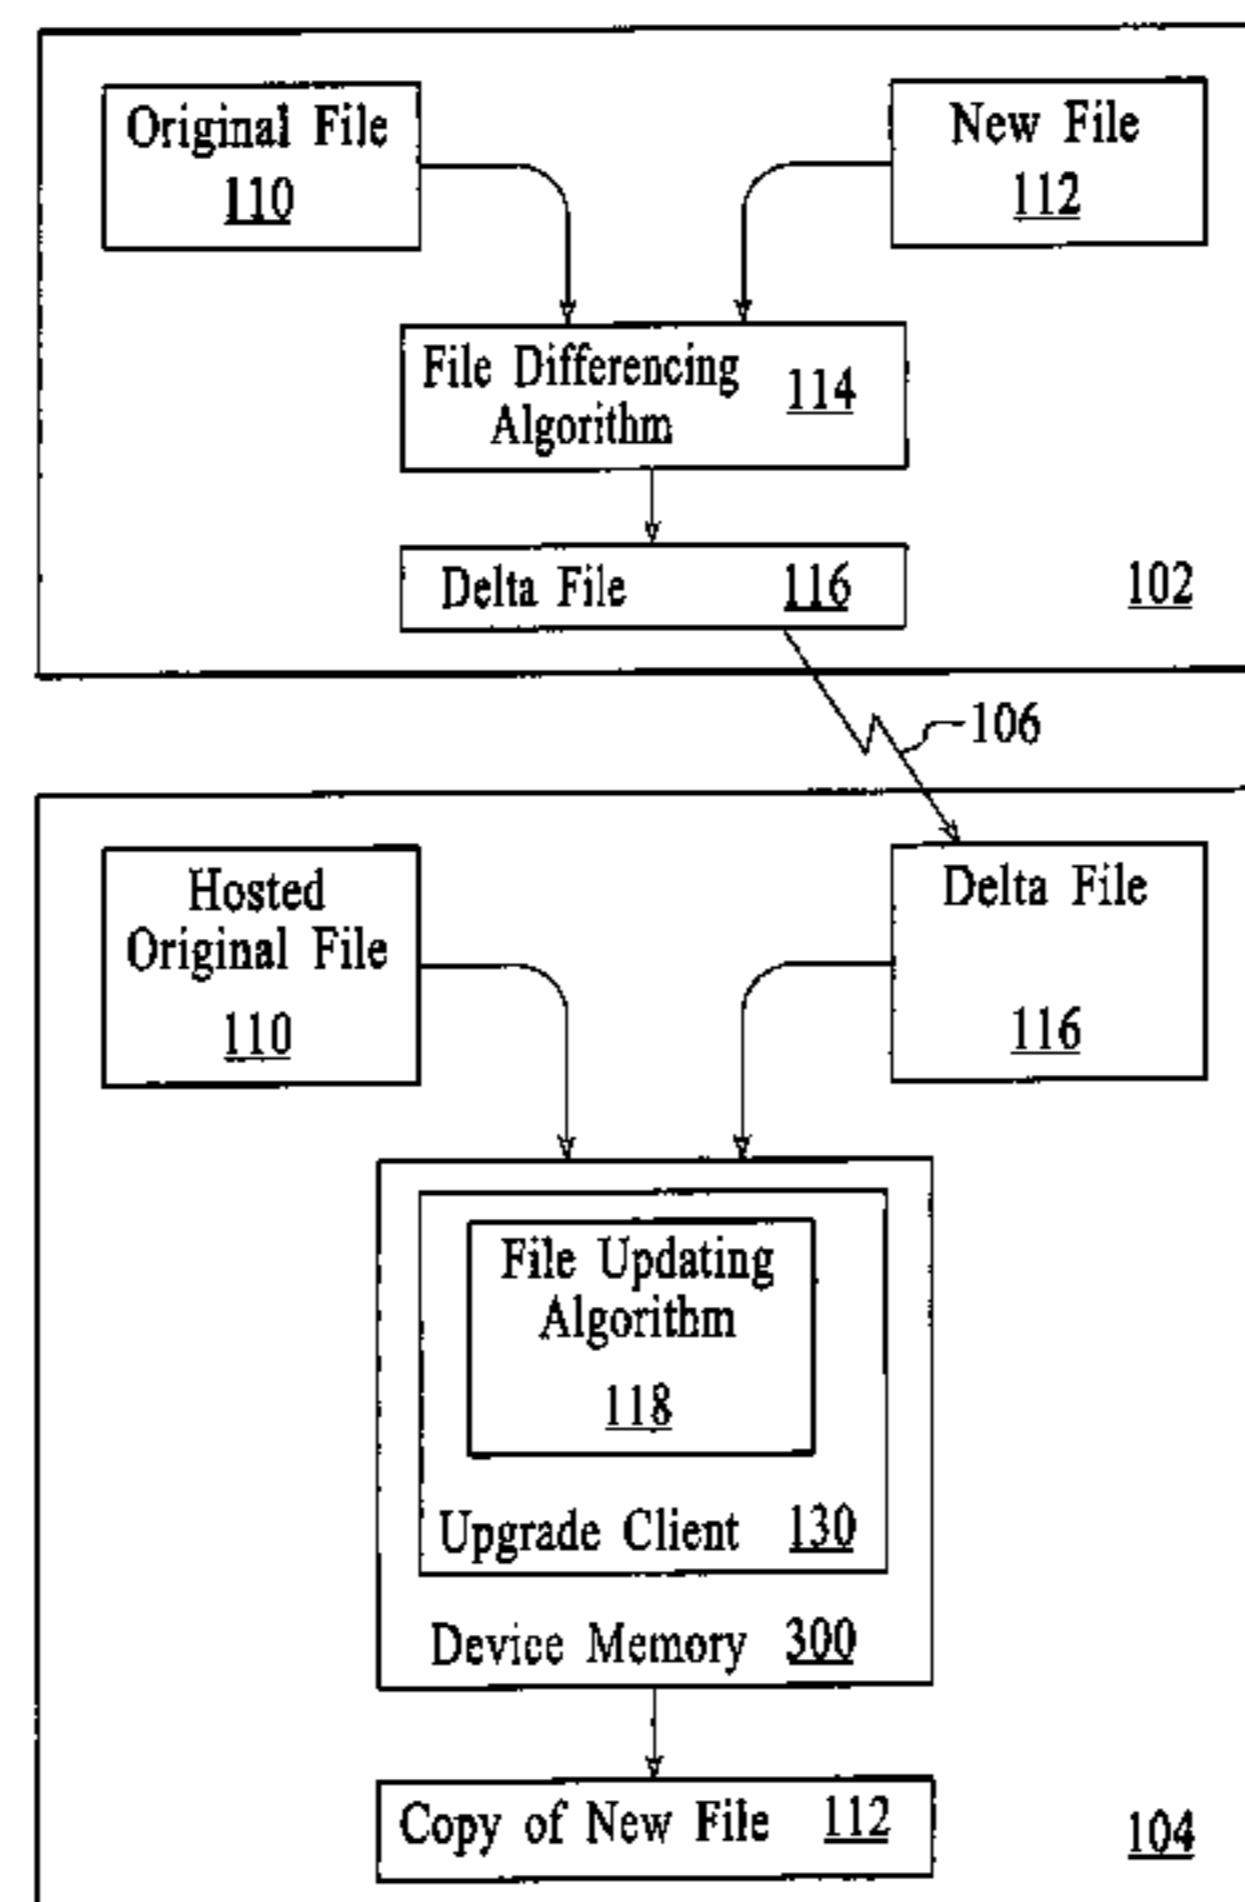 Original File
110
New File
112
File Differencing
Algorithm
114
Delta File
116
102
106
Hosted
Original File
110
Delta File
116
File Updating
Algorithm
118
Upgrade Client 130
Device Memory 300
Copy of New File 112
104